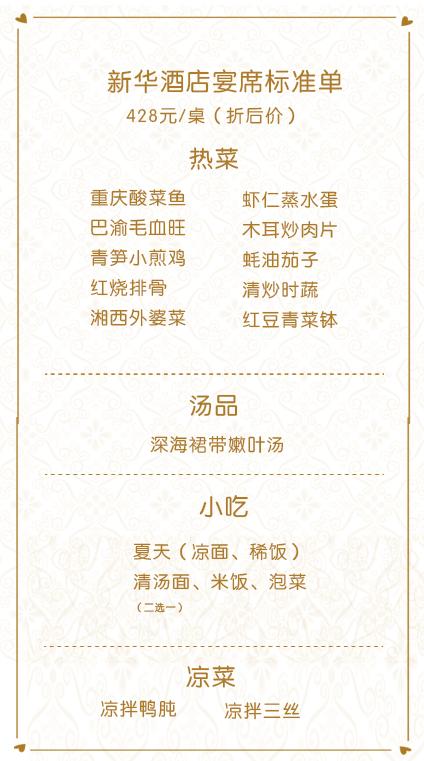 新华酒店宴席标准单
428元/桌（折后价）
热菜
重庆酸菜鱼 虾仁蒸水蛋
巴渝毛血旺 木耳炒肉片
青笋小煎鸡 蚝油茄子
红烧排骨 清炒时蔬
湘西外婆菜 红豆青菜钵
汤品
深海裙带嫩叶汤
小吃
夏天（凉面、稀饭）
清汤面、米饭、泡菜
（二选一）
凉菜
凉拌鸭肫 凉拌三丝